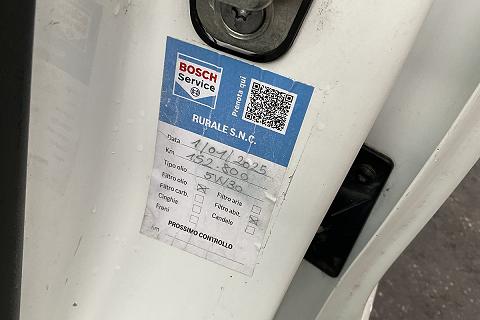 BOSCH
Service
Prenota qui
RURALE S.N.C.
Data 1/01/2025
Km 152 800
Tipo olio 5W30
Filtro olio Filtro aria
Filtro carb. Filtro abit.
Cinghie Candele
Freni
PROSSIMO CONTROLLO
Km